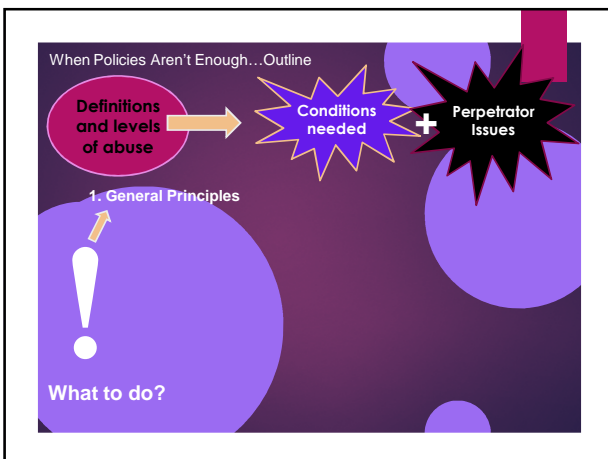 When Policies Aren't Enough…Outline
Definitions
and levels
of abuse
Conditions
needed
+
Perpetrator
Issues
1. General Principles
!
What to do?